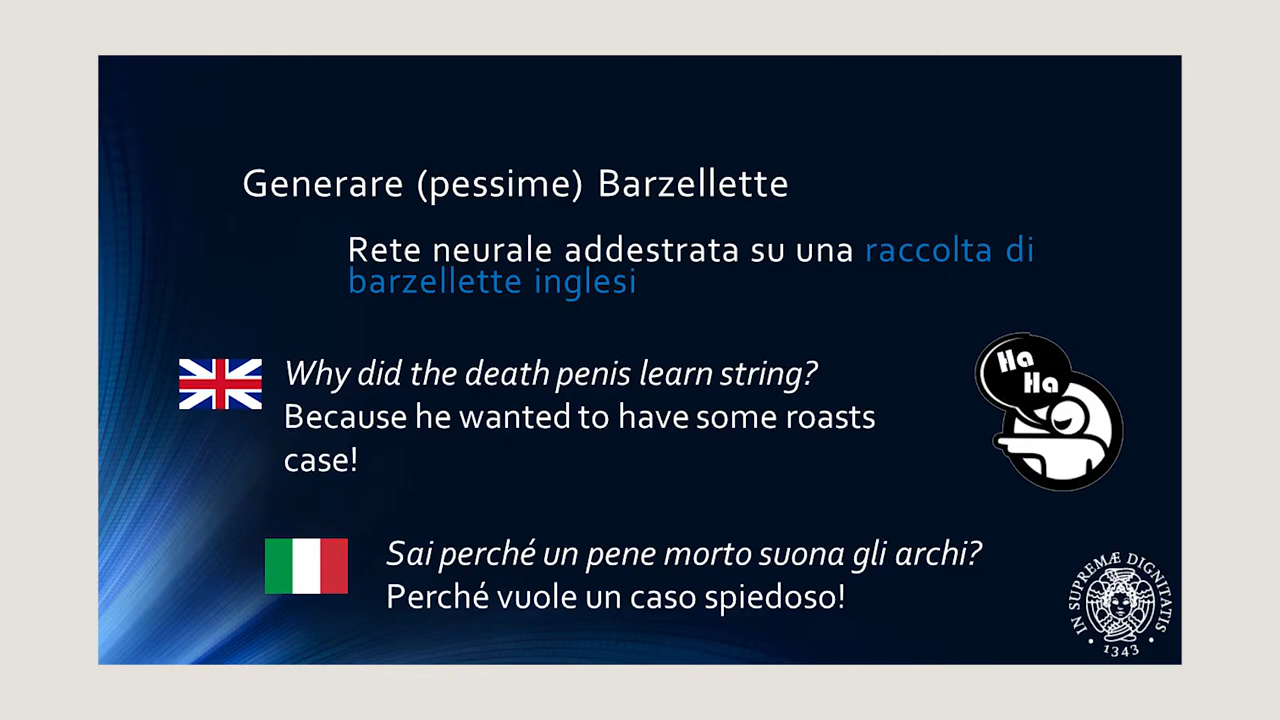 Generare (pessime) Barzellette
Rete neurale addestrata su una raccolta di
barzellette inglesi
Why did the death penis learn string?
Because he wanted to have some roasts
case!
Ha
Ha
Sai perché un pene morto suona gli archi?
Perché vuole un caso spiedoso!
IN SUPREMÆ DIGNITATIS
• 1343 •